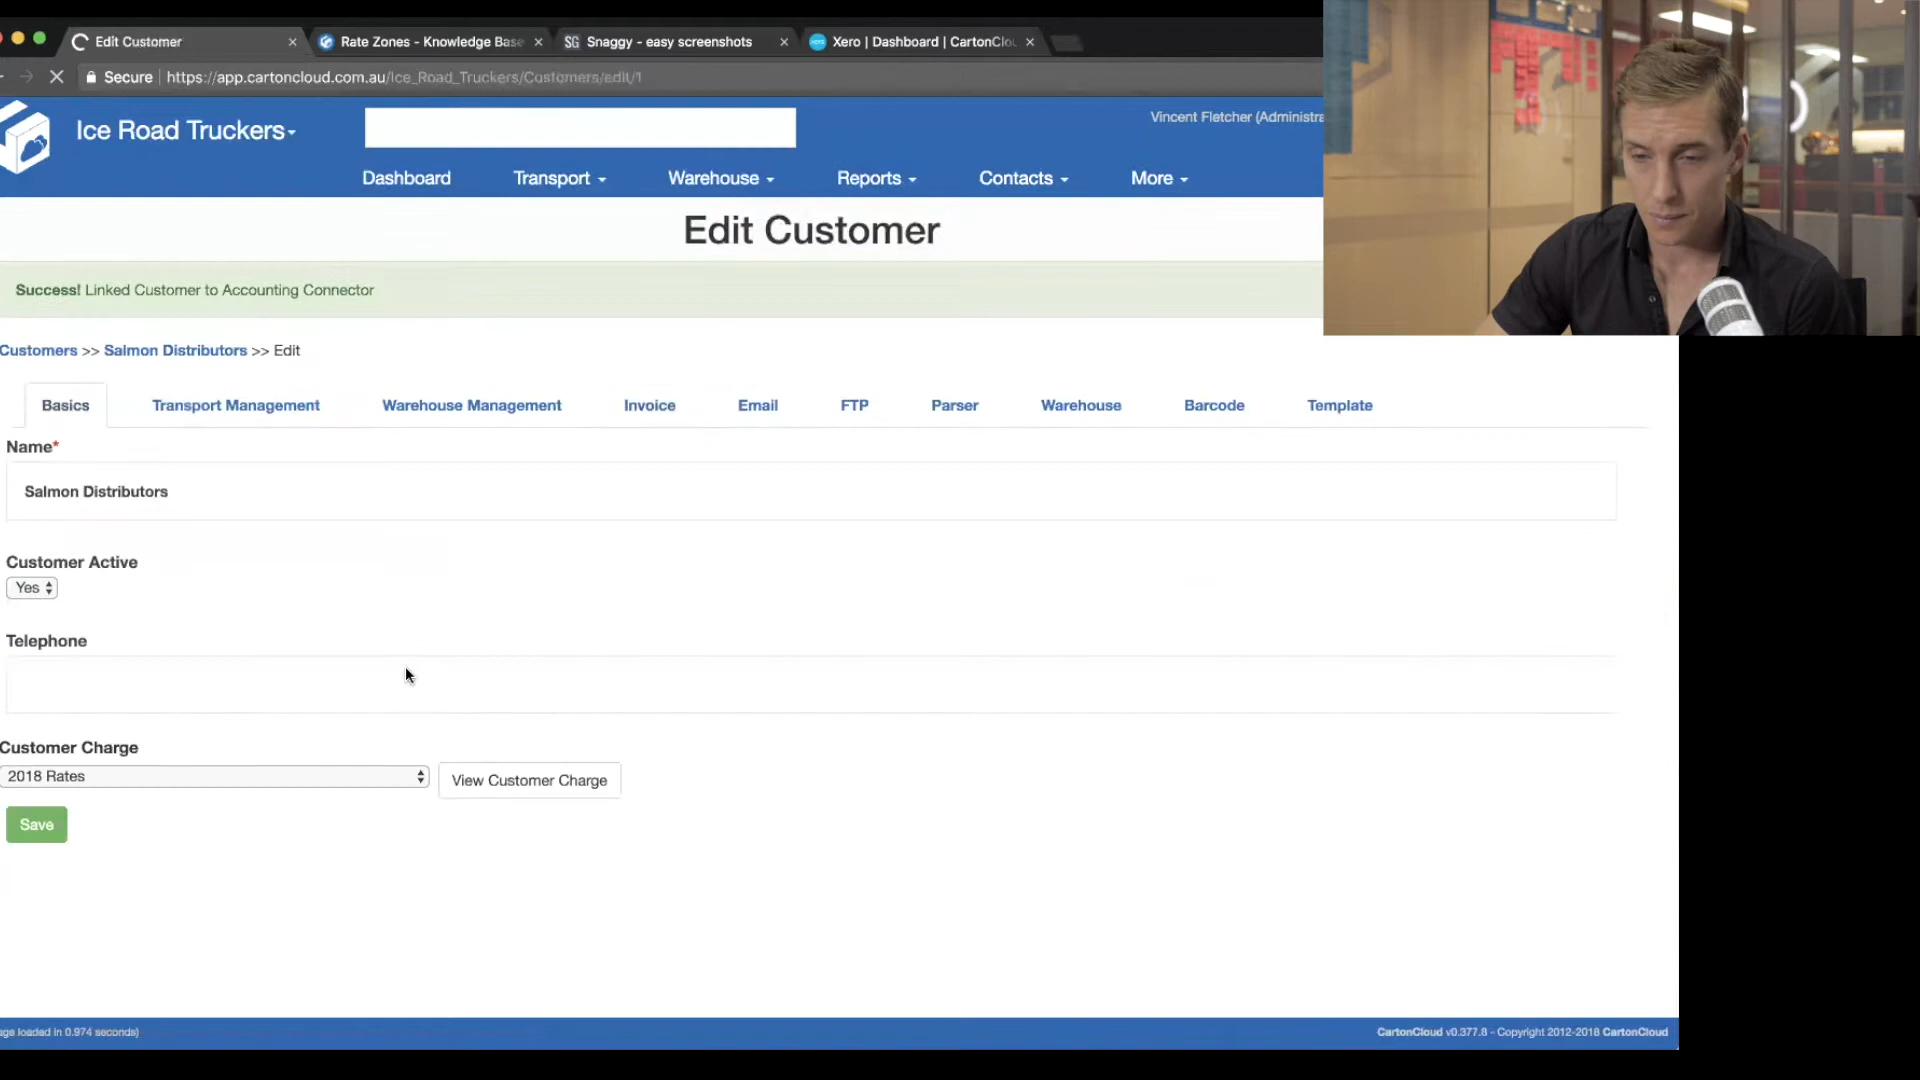 Edit Customer
Rate Zones - Knowledge Base
SG Snaggy - easy screenshots
Xero | Dashboard | CartonClou
Secure | https://app.cartoncloud.com.au/Ice_Road_Truckers/Customers/edit/1
Ice Road Truckers
Vincent Fletcher (Administra
Dashboard
Transport
Warehouse
Reports
Contacts
More
Edit Customer
Success! Linked Customer to Accounting Connector
Customers >> Salmon Distributors >> Edit
Basics
Transport Management
Warehouse Management
Invoice
Email
FTP
Parser
Warehouse
Barcode
Template
Name*
Salmon Distributors
Customer Active
Yes
Telephone
Customer Charge
2018 Rates
View Customer Charge
Save
age loaded in 0.974 seconds)
CartonCloud v0.377.8 - Copyright 2012-2018 CartonCloud